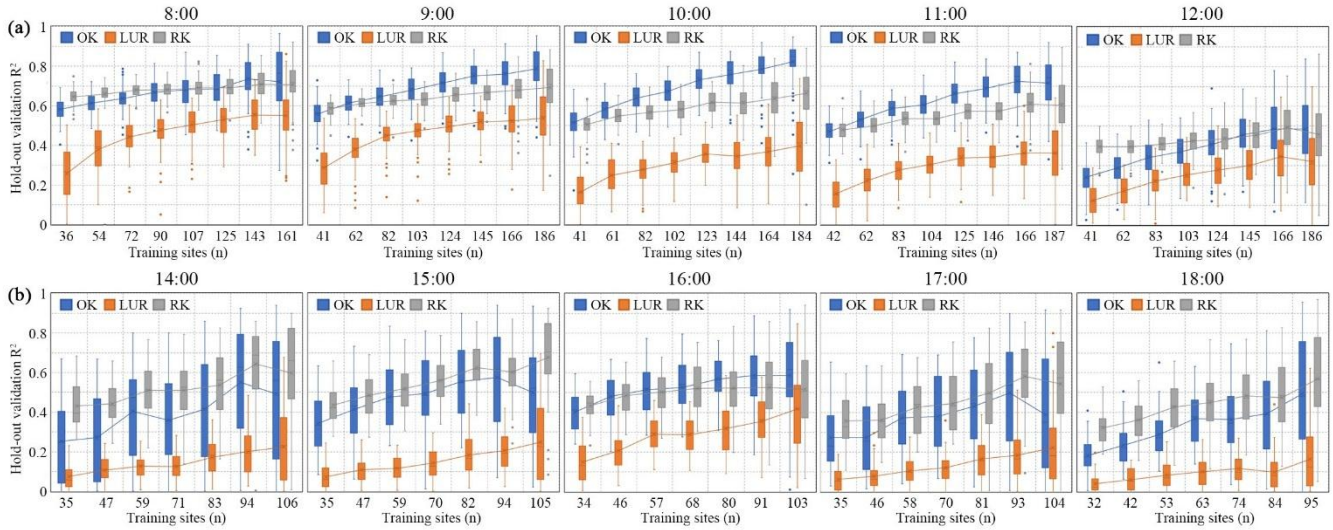 8:00 9:00 10:00 11:00 12:00
(a)
OK LUR RK OK LUR RK OK LUR RK OK LUR RK OK LUR RK
Hold-out validation R²
1
0.8
0.6
0.4
0.2
0
36 54 72 90 107 125 143 161 41 62 82 103 124 145 166 186 41 61 82 102 123 144 164 184 42 62 83 104 125 146 166 187 41 62 83 103 124 145 166 186
Training sites (n) Training sites (n) Training sites (n) Training sites (n) Training sites (n)
14:00 15:00 16:00 17:00 18:00
(b)
OK LUR RK OK LUR RK OK LUR RK OK LUR RK OK LUR RK
Hold-out validation R²
1
0.8
0.6
0.4
0.2
0
35 47 59 71 83 94 106 35 47 59 70 82 94 105 34 46 57 68 80 91 103 35 46 58 70 81 93 104 32 42 53 63 74 84 95
Training sites (n) Training sites (n) Training sites (n) Training sites (n) Training sites (n)